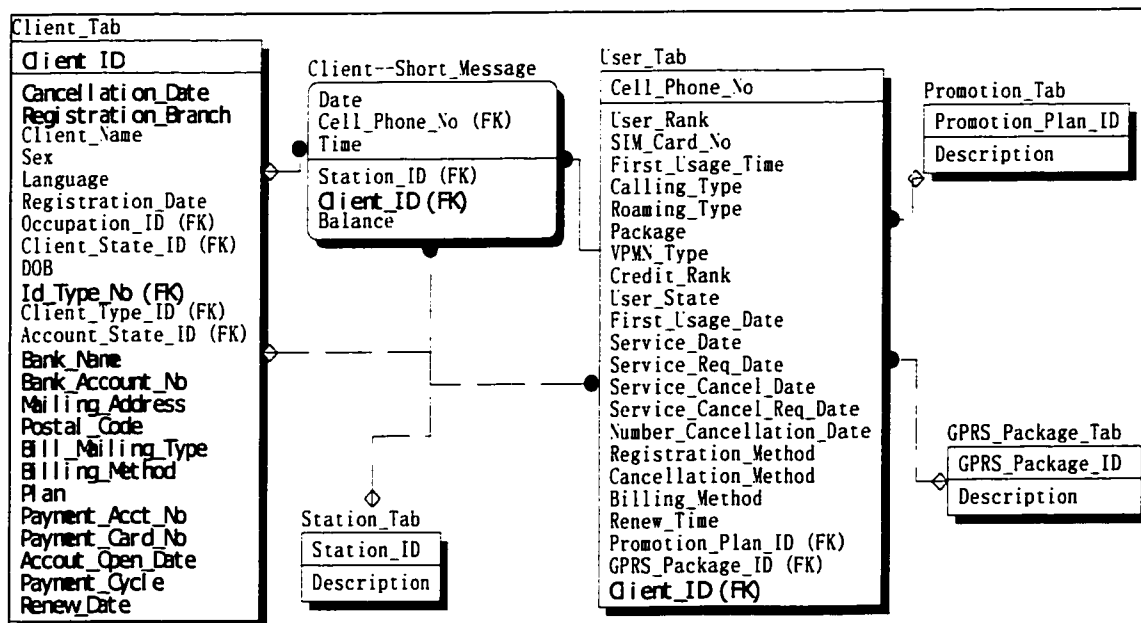 Client_Tab
Client ID
Cancellation_Date
Registration_Branch
Client_Name
Sex
Language
Registration_Date
Occupation_ID (FK)
Client_State_ID (FK)
DOB
Id_Type_No (FK)
Client_Type_ID (FK)
Account_State_ID (FK)
Bank_Name
Bank_Account_No
Mailing_Address
Postal_Code
Bill_Mailing_Type
Billing_Method
Plan
Payment_Acct_No
Payment_Card_No
Accout_Open_Date
Payment_Cycle
Renew_Date
Client--Short_Message
Date
Cell_Phone_No (FK)
Time
Station_ID (FK)
Client_ID (FK)
Balance
Station_Tab
Station_ID
Description
User_Tab
Cell_Phone_No
User_Rank
SIM_Card_No
First_Usage_Time
Calling_Type
Roaming_Type
Package
VPMN_Type
Credit_Rank
User_State
First_Usage_Date
Service_Date
Service_Req_Date
Service_Cancel_Date
Service_Cancel_Req_Date
Number_Cancellation_Date
Registration_Method
Cancellation_Method
Billing_Method
Renew_Time
Promotion_Plan_ID (FK)
GPRS_Package_ID (FK)
Client_ID (FK)
Promotion_Tab
Promotion_Plan_ID
Description
GPRS_Package_Tab
GPRS_Package_ID
Description